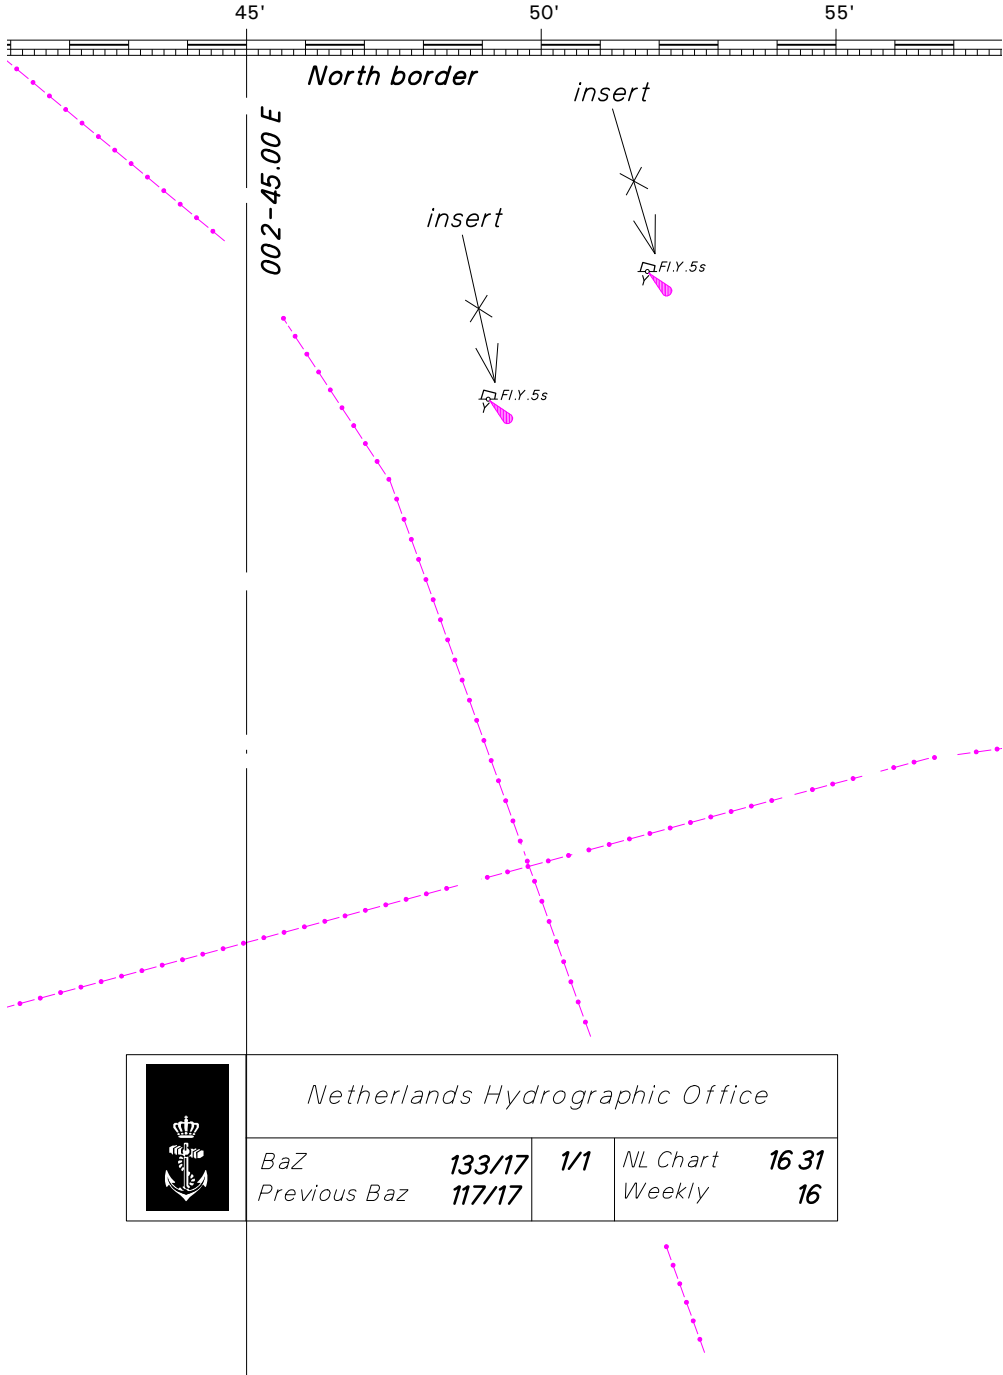 45' 50' 55'
North border
insert
002-45.00 E
insert
Fl.Y.5s
Y
Fl.Y.5s
Y
Netherlands Hydrographic Office
BaZ 133/17 1/1 NL Chart 16 31
Previous Baz 117/17 Weekly 16